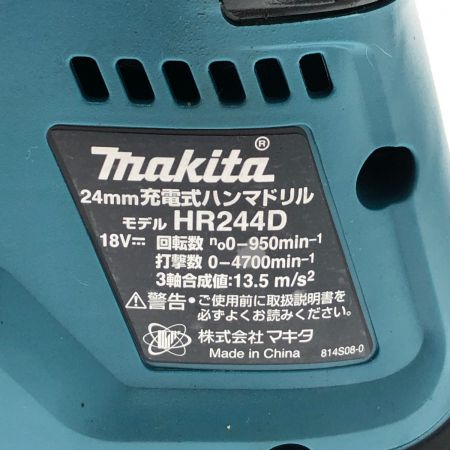 makita®
24mm充電式ハンマドリル
モデル HR244D
18V⎓ 回転数 n₀0-950min⁻¹
打撃数 0-4700min⁻¹
3軸合成値:13.5 m/s²
⚠警告・ご使用前に取扱説明書を
必ずよくお読みください。
株式会社 マキタ
Made in China 814S08-0